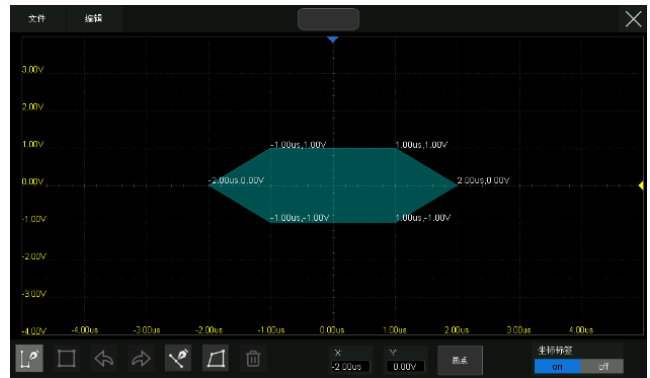 文件 编辑
3.00V
2.00V
1.00V
-1.00us,1.00V 1.00us,1.00V
0.00V
-2.00us,0.00V 2.00us,0.00V
-1.00V
-1.00us,-1.00V 1.00us,-1.00V
-2.00V
-3.00V
-4.00V -4.00us -3.00us -2.00us -1.00us 0.00us 1.00us 2.00us 3.00us 4.00us
X Y 坐标标签
-2.00us 0.00V 画点 on off